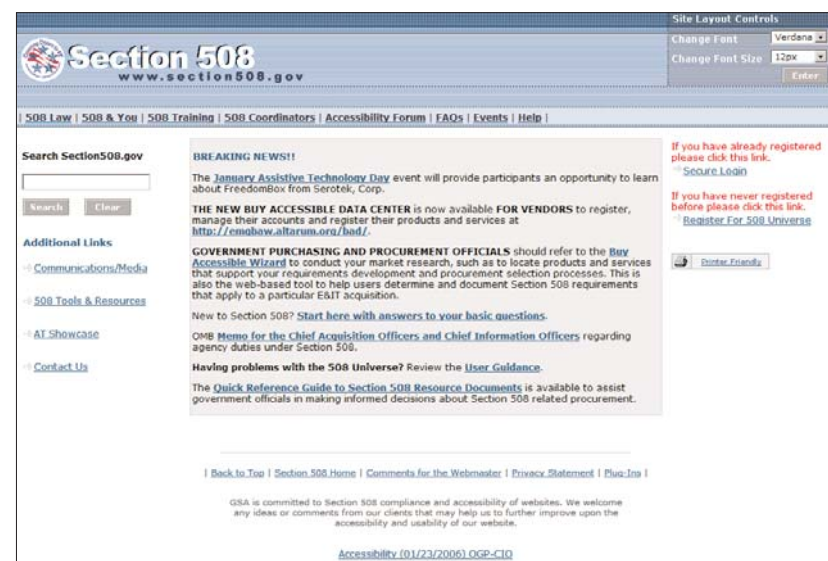 Site Layout Controls
Change Font Verdana
Change Font Size 12px
Enter
Section 508
www.section508.gov
| 508 Law | 508 & You | 508 Training | 508 Coordinators | Accessibility Forum | FAQs | Events | Help |
Search Section508.gov
Search Clear
Additional Links
Communications/Media
508 Tools & Resources
AT Showcase
Contact Us
BREAKING NEWS!!
The January Assistive Technology Day event will provide participants an opportunity to learn
about FreedomBox from Serotek, Corp.
THE NEW BUY ACCESSIBLE DATA CENTER is now available FOR VENDORS to register,
manage their accounts and register their products and services at
http://emqbaw.altarum.org/bad/.
GOVERNMENT PURCHASING AND PROCUREMENT OFFICIALS should refer to the Buy
Accessible Wizard to conduct your market research, such as to locate products and services
that support your requirements development and procurement selection processes. This is
also the web-based tool to help users determine and document Section 508 requirements
that apply to a particular E&IT acquisition.
New to Section 508? Start here with answers to your basic questions.
OMB Memo for the Chief Acquisition Officers and Chief Information Officers regarding
agency duties under Section 508.
Having problems with the 508 Universe? Review the User Guidance.
The Quick Reference Guide to Section 508 Resource Documents is available to assist
government officials in making informed decisions about Section 508 related procurement.
If you have already registered
please click this link.
Secure Login
If you have never registered
before please click this link.
Register For 508 Universe
Printer Friendly
| Back to Top | Section 508 Home | Comments for the Webmaster | Privacy Statement | Plug-Ins |
GSA is committed to Section 508 compliance and accessibility of websites. We welcome
any ideas or comments from our clients that may help us to further improve upon the
accessibility and usability of our website.
Accessibility (01/23/2006) OGP-CIO